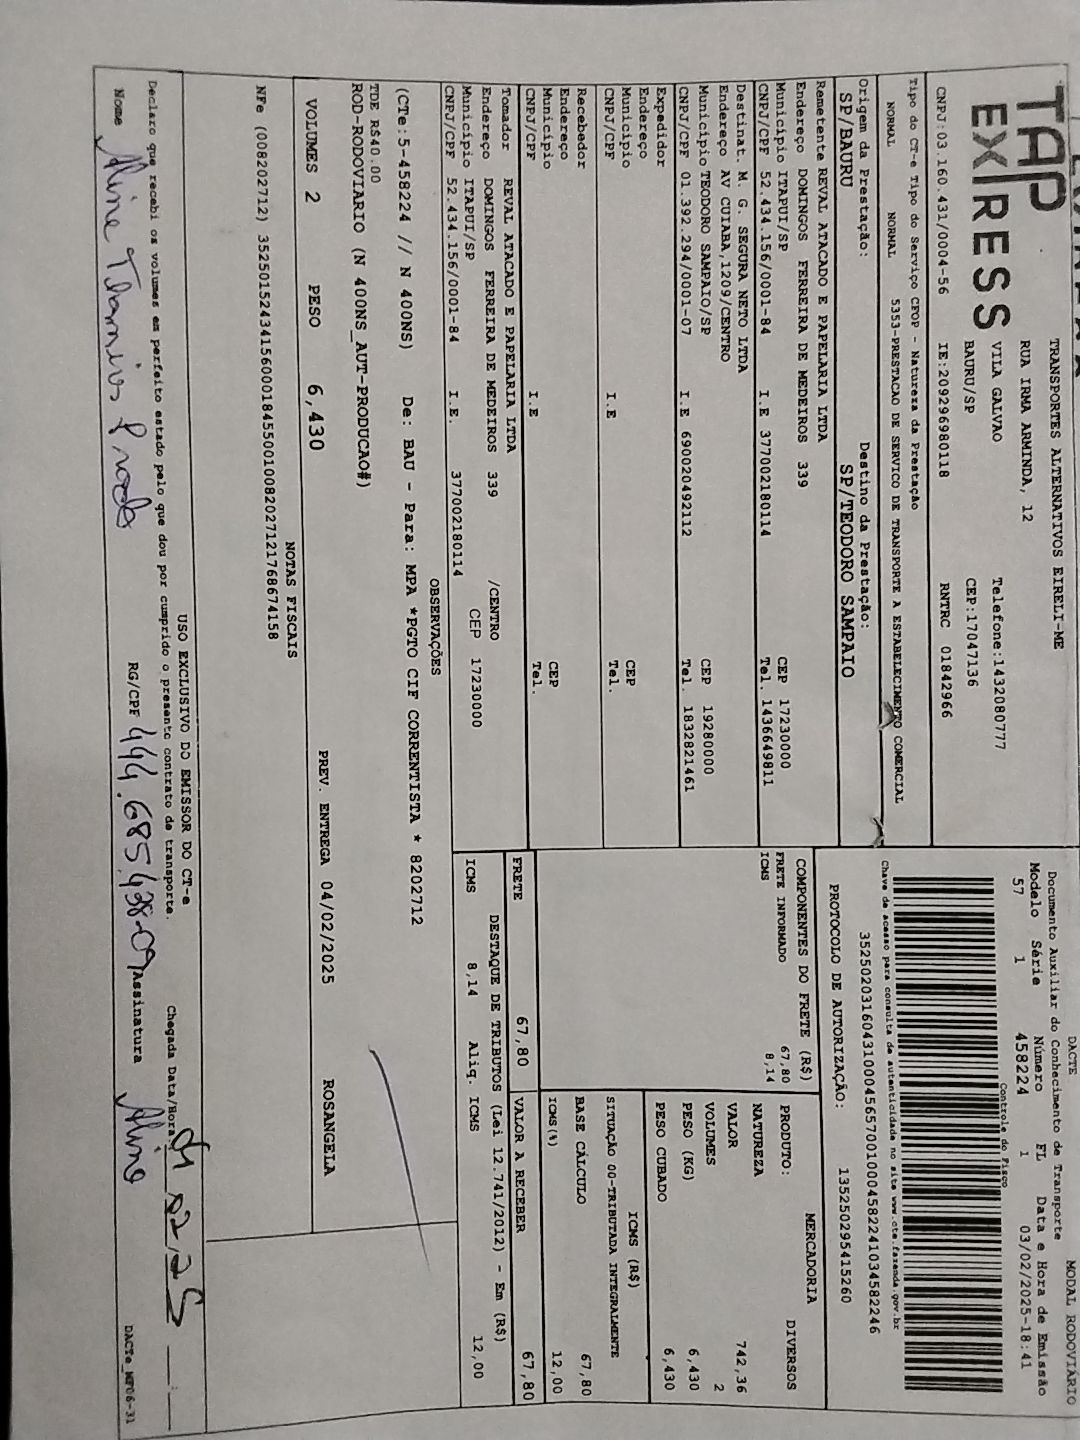 TAP
EXPRESS
TRANSPORTES ALTERNATIVOS EIRELI-ME
RUA IRMA ARMINDA, 12
VILA GALVAO Telefone:1432080777
BAURU/SP CEP:17047136
CNPJ:03.160.431/0004-56 IE:209296980118 RNTRC 01842966
Tipo do CT-e Tipo do Serviço CFOP - Natureza da Prestação
NORMAL NORMAL 5353-PRESTACAO DE SERVICO DE TRANSPORTE A ESTABELECIMENTO COMERCIAL
Origem da Prestação: Destino da Prestação:
SP/BAURU SP/TEODORO SAMPAIO
Remetente REVAL ATACADO E PAPELARIA LTDA
Endereço DOMINGOS FERREIRA DE MEDEIROS 339
Município ITAPUI/SP CEP 17230000
CNPJ/CPF 52.434.156/0001-84 I.E 377002180114 Tel. 1436649811
Destinat. M. G. SEGURA NETO LTDA
Endereço AV CUIABA,1209/CENTRO
Município TEODORO SAMPAIO/SP CEP 19280000
CNPJ/CPF 01.392.294/0001-07 I.E 690020492112 Tel. 1832821461
Expedidor
Endereço
Município CEP
CNPJ/CPF I.E Tel.
Recebedor
Endereço
Município CEP
CNPJ/CPF I.E Tel.
Tomador REVAL ATACADO E PAPELARIA LTDA
Endereço DOMINGOS FERREIRA DE MEDEIROS 339 /CENTRO
Município ITAPUI/SP CEP 17230000
CNPJ/CPF 52.434.156/0001-84 I.E. 377002180114
DACTE MODAL RODOVIÁRIO
Documento Auxiliar do Conhecimento de Transporte
Modelo Série Número FL Data e Hora de Emissão
57 1 458224 1 03/02/2025-18:41
Controle do Fisco
Chave de acesso para consulta de autenticidade no site www.cte.fazenda.gov.br
35250203160431000456570010004582241034582246
PROTOCOLO DE AUTORIZAÇÃO: 135250295415260
COMPONENTES DO FRETE (R$)
FRETE INFORMADO 67,80
ICMS 8,14
MERCADORIA
PRODUTO: DIVERSOS
NATUREZA
VALOR 742,36
VOLUMES 2
PESO (KG) 6,430
PESO CUBADO 6,430
ICMS (R$)
SITUAÇÃO 00-TRIBUTADA INTEGRALMENTE
BASE CÁLCULO 67,80
ICMS(%) 12,00
FRETE 67,80 VALOR A RECEBER 67,80
DESTAQUE DE TRIBUTOS (Lei 12.741/2012) - Em (R$)
ICMS 8,14 Aliq. ICMS 12,00
OBSERVAÇÕES
(CTe:5-458224 // N 400NS) De: BAU - Para: MPA *PGTO CIF CORRENTISTA * 8202712
TDE R$40.00
ROD-RODOVIARIO (N 400NS_AUT-PRODUCAO#)
VOLUMES 2 PESO 6,430 PREV. ENTREGA 04/02/2025 ROSANGELA
NOTAS FISCAIS
NFe (008202712) 35250152434156000184550010082027121768674158
USO EXCLUSIVO DO EMISSOR DO CT-e
Declaro que recebi os volumes em perfeito estado pelo que dou por cumprido o presente contrato de transporte. Chegada Data/Hora: 04 02 25
Nome Aline RG/CPF 444.685.438-09 Assinatura Aline
DACTe_MF06-31